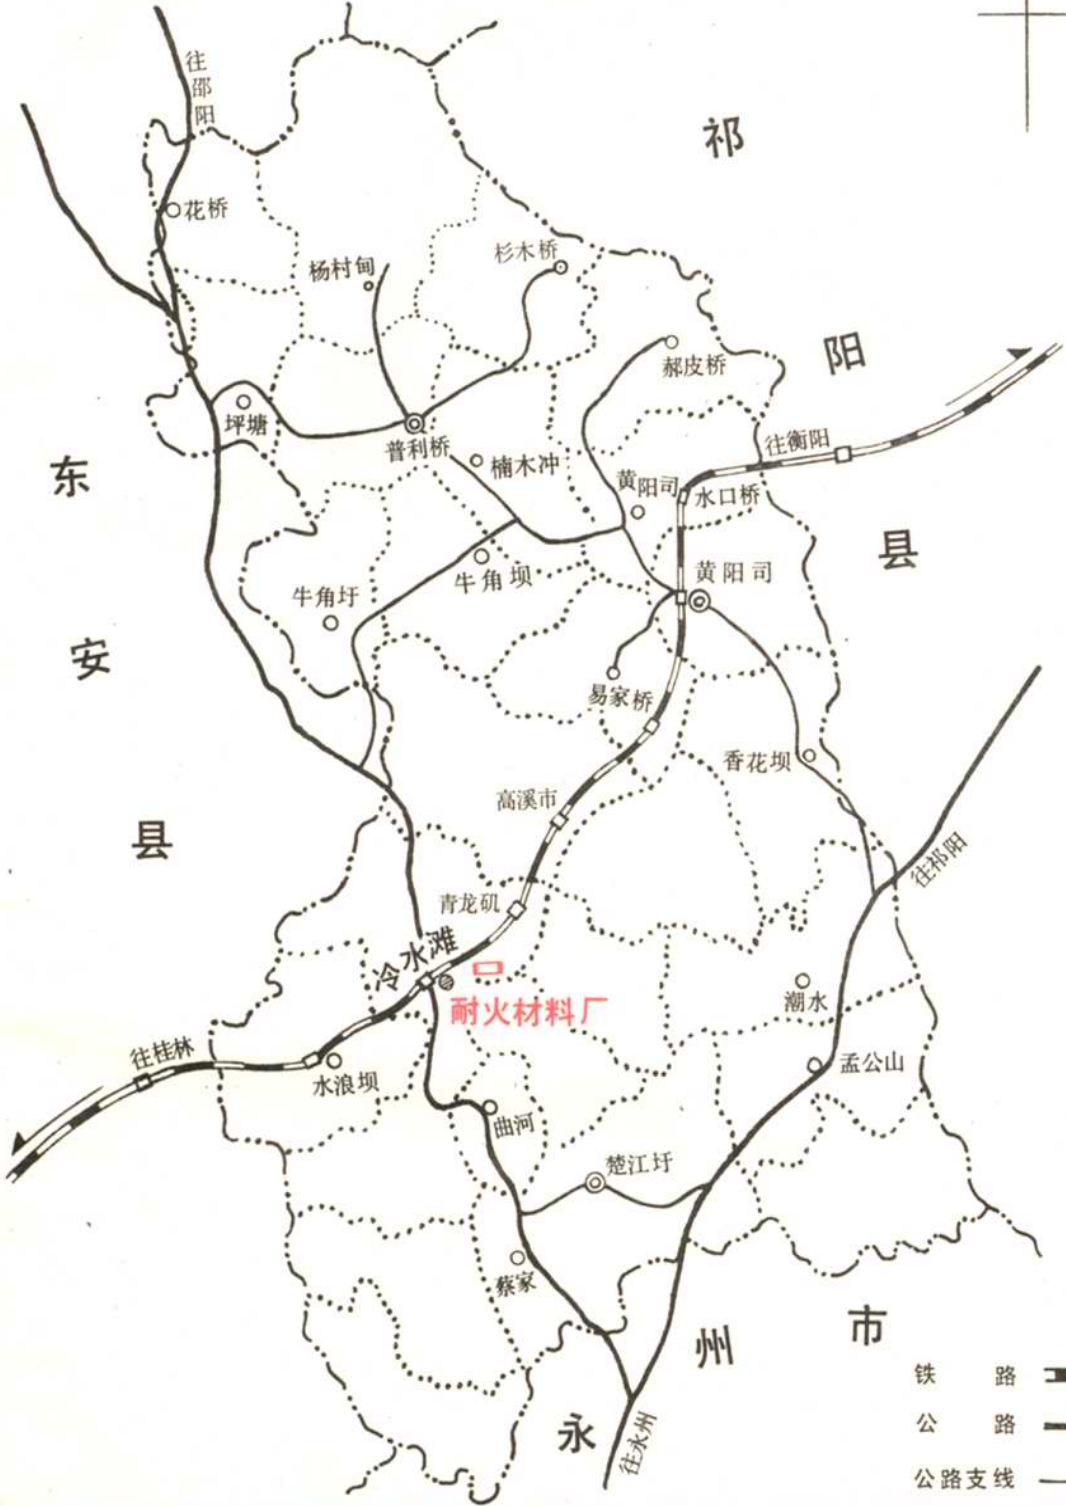 往邵阳
祁阳县
花桥
杉木桥
杨村甸
郝皮桥
坪塘
普利桥
往衡阳
楠木冲
黄阳司
水口桥
东安县
牛角坝
黄阳司
牛角圩
易家桥
香花坝
高溪市
往祁阳
青龙矶
冷水滩
耐火材料厂
潮水
往桂林
水浪坝
孟公山
曲河
楚江圩
蔡家
永州市
往永州
铁路
公路
公路支线